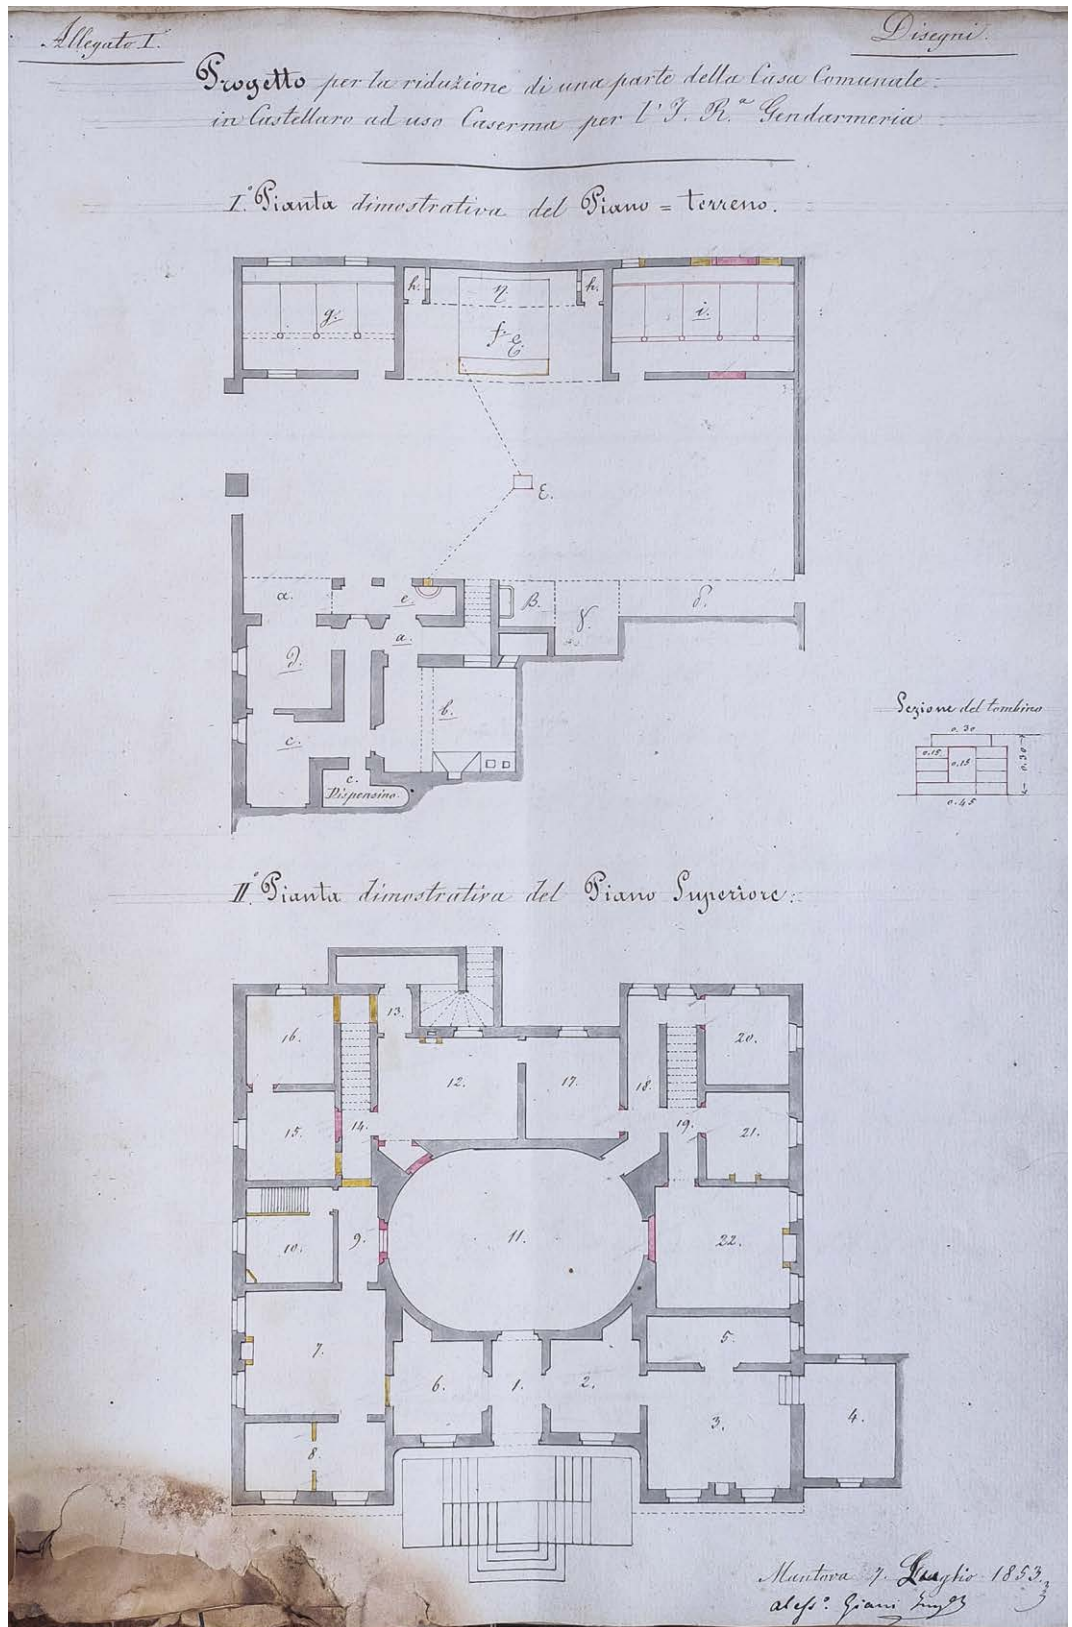 Allegato I.
Disegni.
Progetto per la riduzione di una parte della Casa Comunale
in Castellaro ad uso Caserma per l'I. R.ª Gendarmeria
I.° Pianta dimostrativa del Piano = terreno.
h. η h.
g. f. i.
ε.
a. e. β. γ. δ.
a.
d.
b.
c.
c.
Dispensino.
Sezione del tombino
0.30
0.15 0.15 0.30
0.45
II.° Pianta dimostrativa del Piano Superiore:
13.
16. 20.
12. 17. 18.
15. 14. 19. 21.
10. 9. 11. 22.
7. 5.
6. 1. 2.
3. 4.
8.
Mantova 7 Luglio 1853
Aless.° Giani Ing.